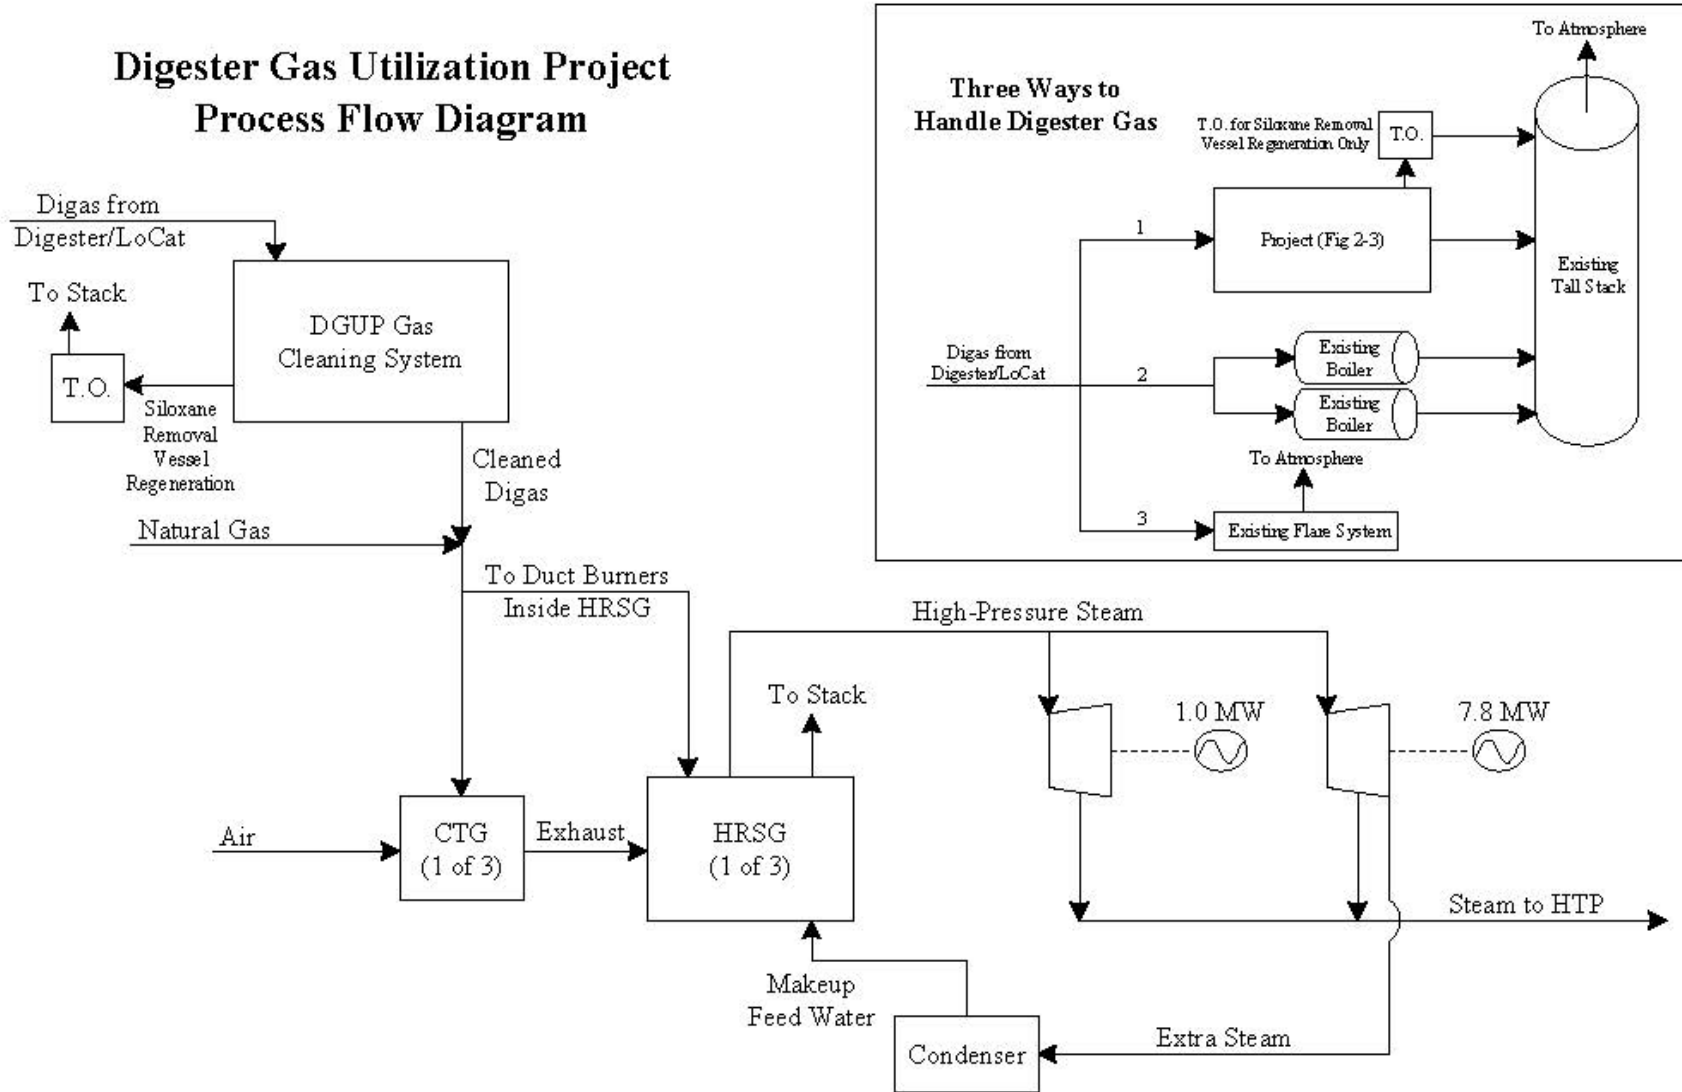 Digester Gas Utilization Project
Process Flow Diagram
Digas from
Digester/LoCat
To Stack
DGUP Gas
Cleaning System
T.O.
Siloxane
Removal
Vessel
Regeneration
Cleaned
Digas
Natural Gas
To Duct Burners
Inside HRSG
Air
CTG
(1 of 3)
Exhaust
HRSG
(1 of 3)
To Stack
High-Pressure Steam
1.0 MW
7.8 MW
Steam to HTP
Makeup
Feed Water
Condenser
Extra Steam
Three Ways to
Handle Digester Gas
To Atmosphere
T.O. for Siloxane Removal
Vessel Regeneration Only
T.O.
1
Project (Fig 2-3)
Existing
Tall Stack
Digas from
Digester/LoCat
2
Existing
Boiler
Existing
Boiler
To Atmosphere
3
Existing Flare System